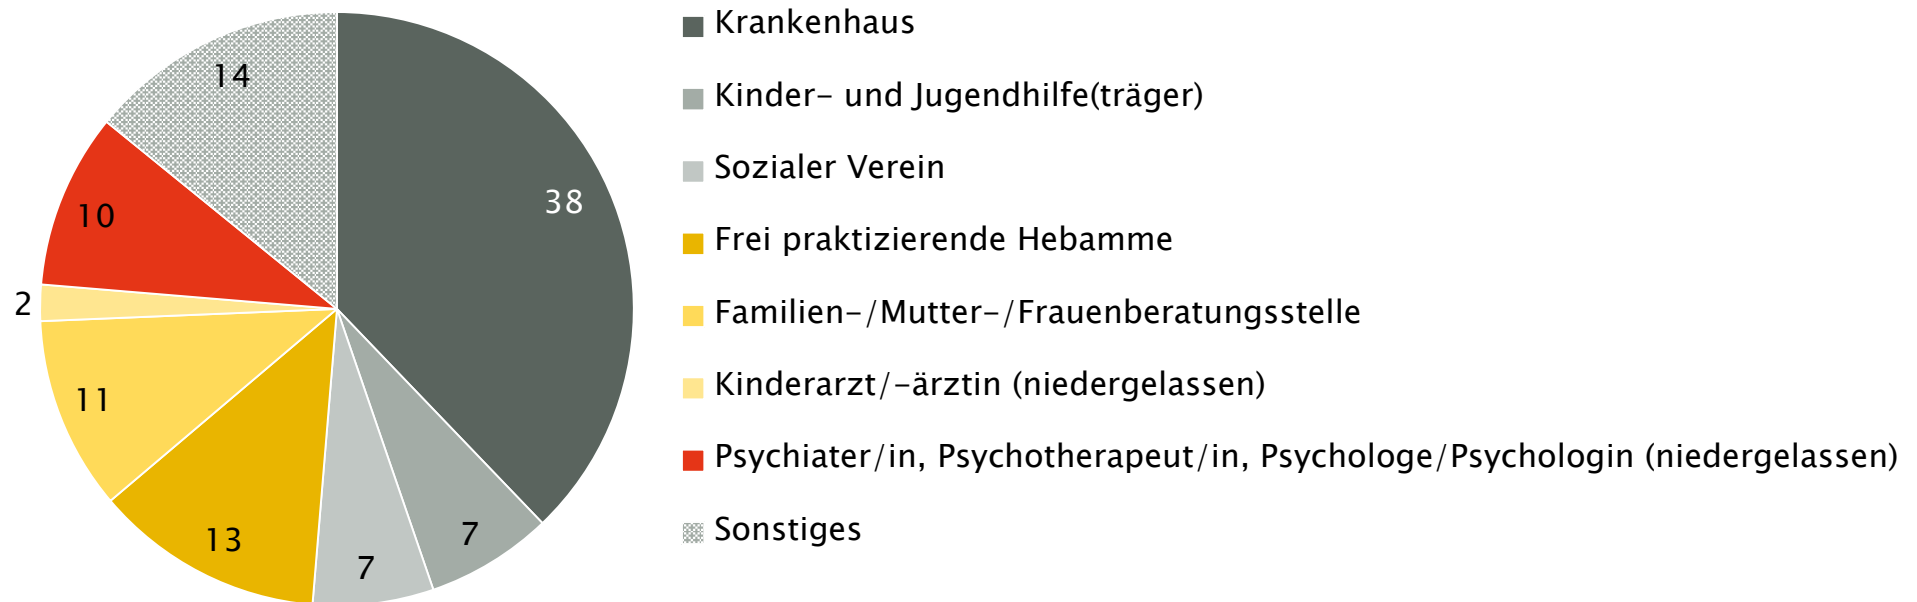 38
7
7
13
11
2
10
14
Krankenhaus
Kinder- und Jugendhilfe(träger)
Sozialer Verein
Frei praktizierende Hebamme
Familien-/Mutter-/Frauenberatungsstelle
Kinderarzt/-ärztin (niedergelassen)
Psychiater/in, Psychotherapeut/in, Psychologe/Psychologin (niedergelassen)
Sonstiges